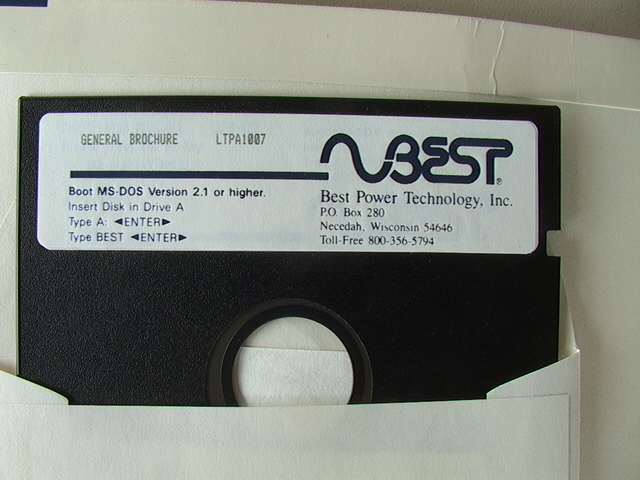 GENERAL BROCHURE LTPA1007
BEST®
Boot MS-DOS Version 2.1 or higher.
Insert Disk in Drive A
Type A: ◄ENTER►
Type BEST ◄ENTER►
Best Power Technology, Inc.
P.O. Box 280
Necedah, Wisconsin 54646
Toll-Free 800-356-5794